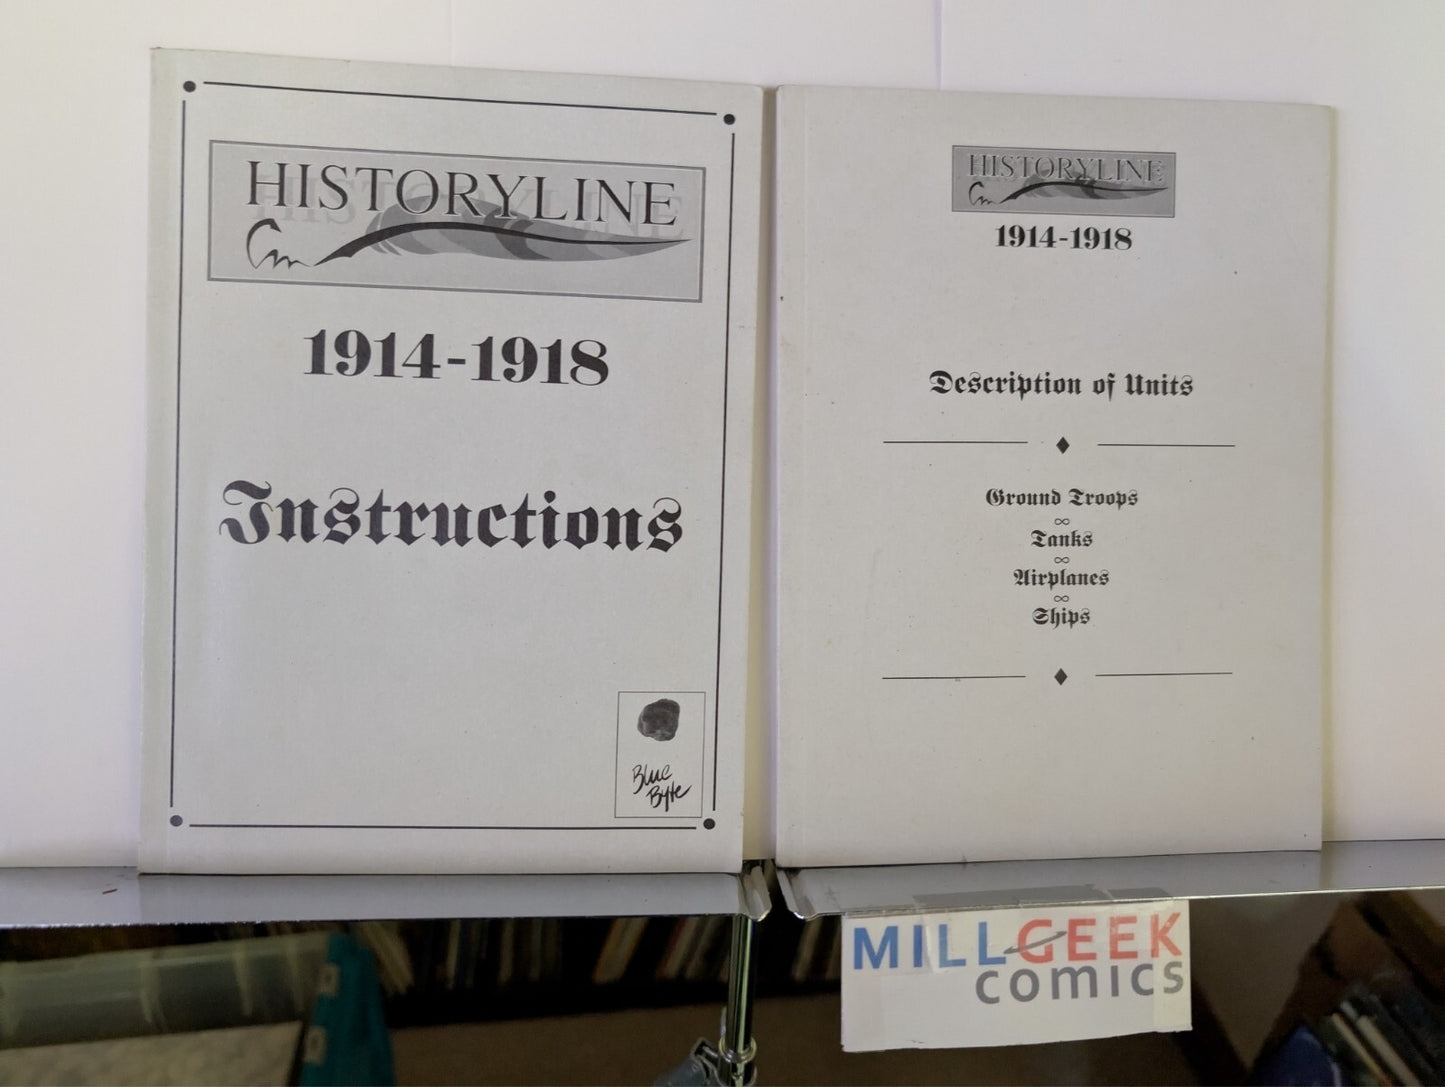 HISTORYLINE
1914-1918
Instructions
Blue
Byte
HISTORYLINE
1914-1918
Description of Units
Ground Troops
Tanks
Airplanes
Ships
MILLGEEK
comics